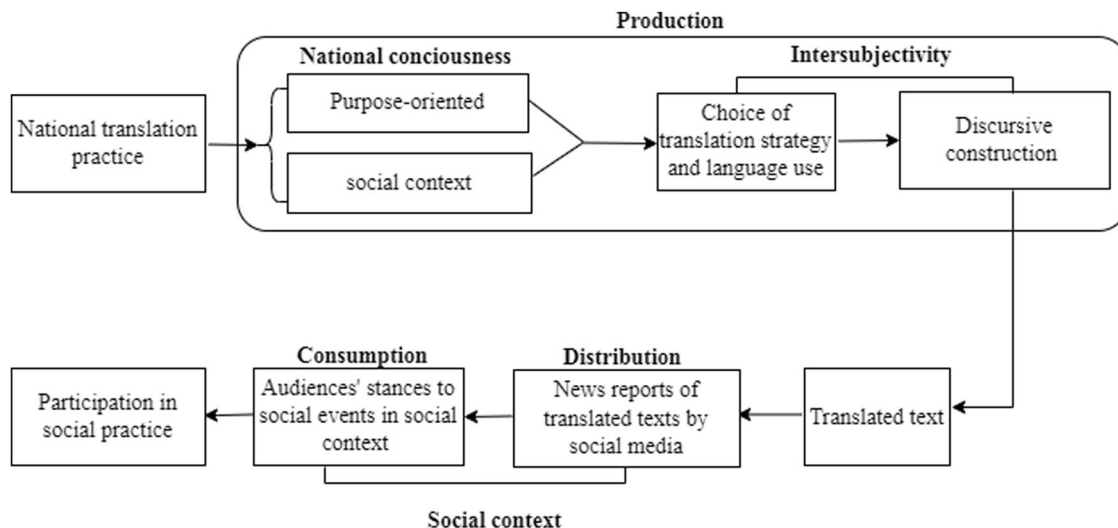 Production
National conciousness
Intersubjectivity
National translation
practice
Purpose-oriented
social context
Choice of
translation strategy
and language use
Discursive
construction
Consumption
Distribution
Participation in
social practice
Audiences' stances to
social events in social
context
News reports of
translated texts by
social media
Translated text
Social context